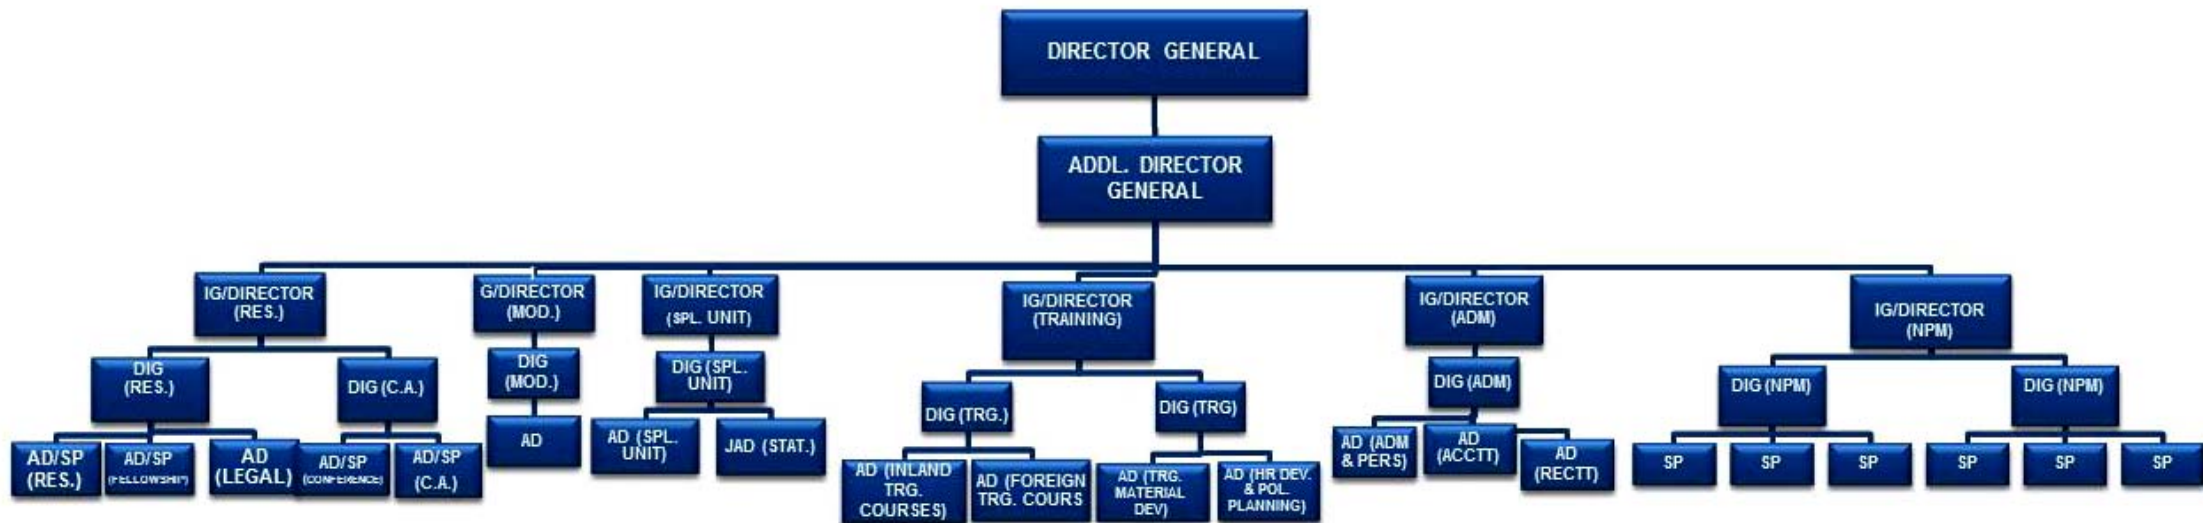 DIRECTOR GENERAL
ADDL. DIRECTOR
GENERAL
IG/DIRECTOR
(RES.)
G/DIRECTOR
(MOD.)
IG/DIRECTOR
(SPL. UNIT)
IG/DIRECTOR
(TRAINING)
IG/DIRECTOR
(ADM)
IG/DIRECTOR
(NPM)
DIG
(RES.)
DIG (C.A.)
DIG
(MOD.)
DIG (SPL.
UNIT)
DIG (TRG.)
DIG (TRG)
DIG (ADM)
DIG (NPM)
DIG (NPM)
AD/SP
(RES.)
AD/SP
(FELLOWSHIP)
AD
(LEGAL)
AD/SP
(CONFERENCE)
AD/SP
(C.A.)
AD
AD (SPL.
UNIT)
JAD (STAT.)
AD (INLAND
TRG.
COURSES)
AD (FOREIGN
TRG. COURS
AD (TRG.
MATERIAL
DEV)
AD (HR DEV.
& POL.
PLANNING)
AD (ADM
& PERS)
AD
(ACCTT)
AD
(RECTT)
SP
SP
SP
SP
SP
SP